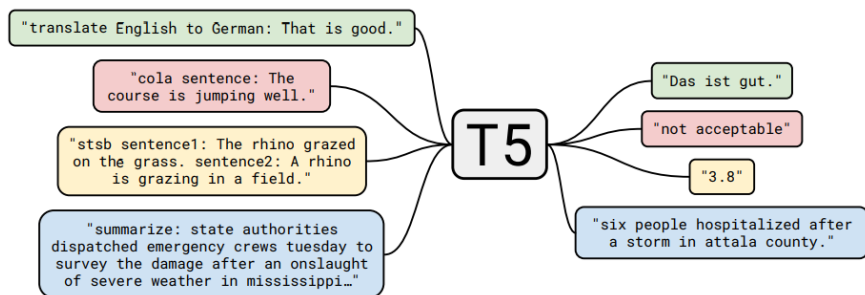 "translate English to German: That is good."
"cola sentence: The
course is jumping well."
"stsb sentence1: The rhino grazed
on the grass. sentence2: A rhino
is grazing in a field."
"summarize: state authorities
dispatched emergency crews tuesday to
survey the damage after an onslaught
of severe weather in mississippi…"
T5
"Das ist gut."
"not acceptable"
"3.8"
"six people hospitalized after
a storm in attala county."